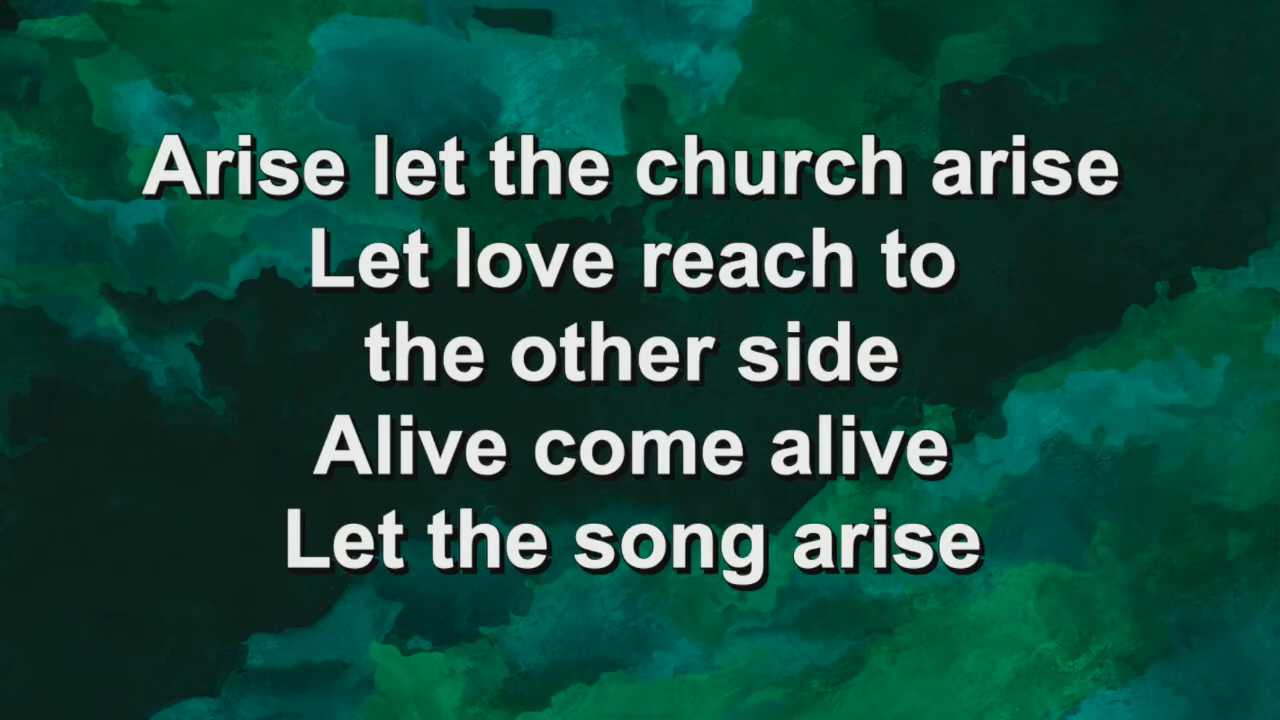 Arise let the church arise
Let love reach to
the other side
Alive come alive
Let the song arise